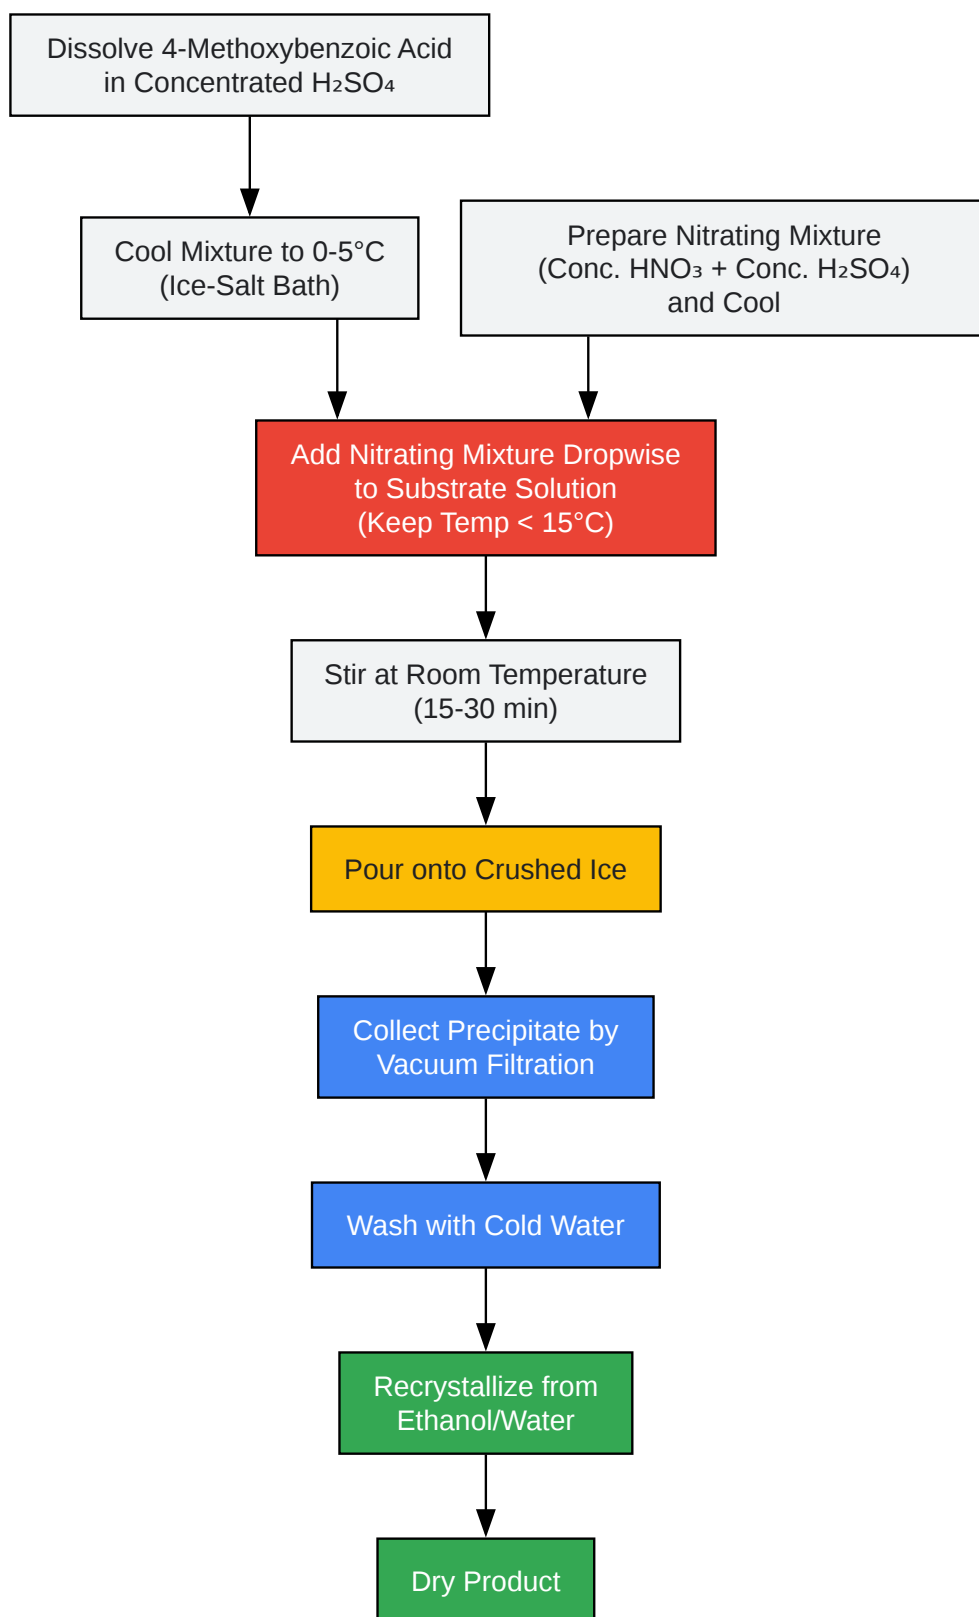 Dissolve 4-Methoxybenzoic Acid
in Concentrated H₂SO₄
Cool Mixture to 0-5°C
(Ice-Salt Bath)
Prepare Nitrating Mixture
(Conc. HNO₃ + Conc. H₂SO₄)
and Cool
Add Nitrating Mixture Dropwise
to Substrate Solution
(Keep Temp < 15°C)
Stir at Room Temperature
(15-30 min)
Pour onto Crushed Ice
Collect Precipitate by
Vacuum Filtration
Wash with Cold Water
Recrystallize from
Ethanol/Water
Dry Product